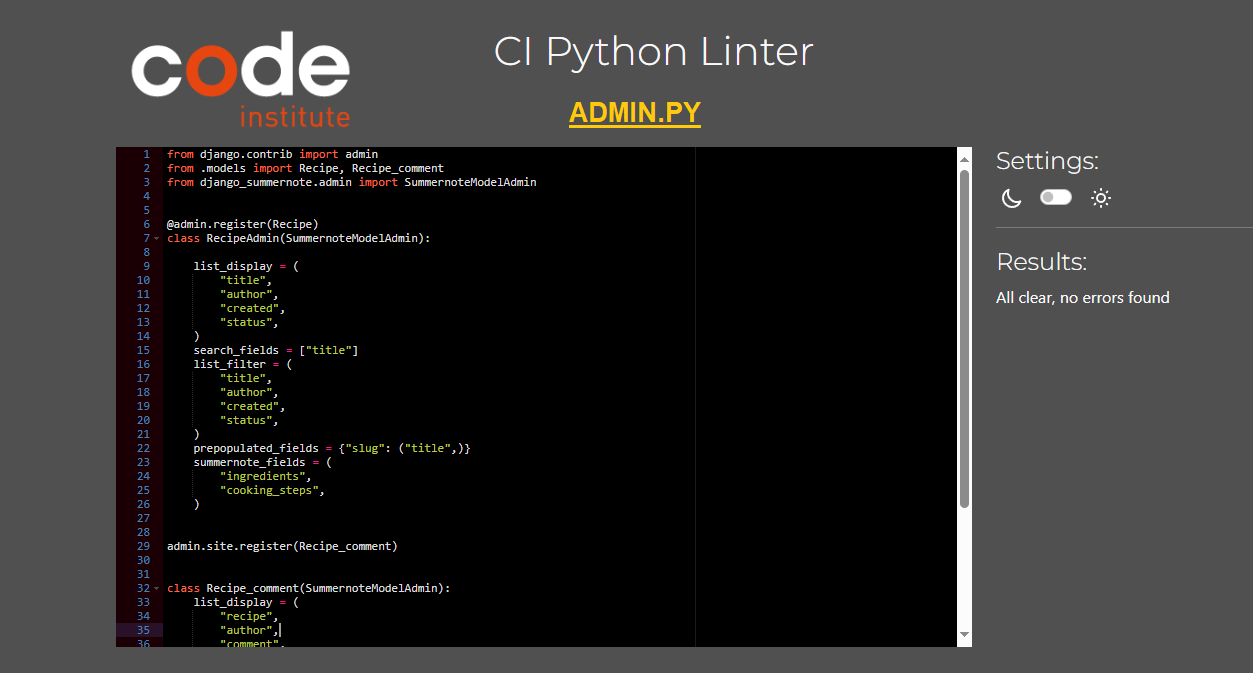 code
institute
CI Python Linter
ADMIN.PY
1 from django.contrib import admin
2 from .models import Recipe, Recipe_comment
3 from django_summernote.admin import SummernoteModelAdmin
4
5
6 @admin.register(Recipe)
7 class RecipeAdmin(SummernoteModelAdmin):
8
9 list_display = (
10 "title",
11 "author",
12 "created",
13 "status",
14 )
15 search_fields = ["title"]
16 list_filter = (
17 "title",
18 "author",
19 "created",
20 "status",
21 )
22 prepopulated_fields = {"slug": ("title",)}
23 summernote_fields = (
24 "ingredients",
25 "cooking_steps",
26 )
27
28
29 admin.site.register(Recipe_comment)
30
31
32 class Recipe_comment(SummernoteModelAdmin):
33 list_display = (
34 "recipe",
35 "author",
36 "comment",
Settings:
Results:
All clear, no errors found